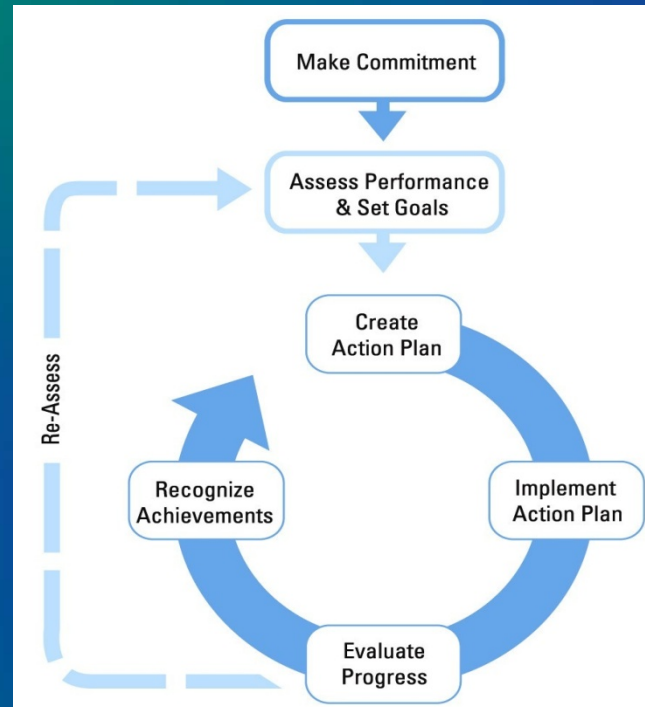 Make Commitment
Assess Performance
& Set Goals
Create
Action Plan
Re-Assess
Recognize
Achievements
Implement
Action Plan
Evaluate
Progress